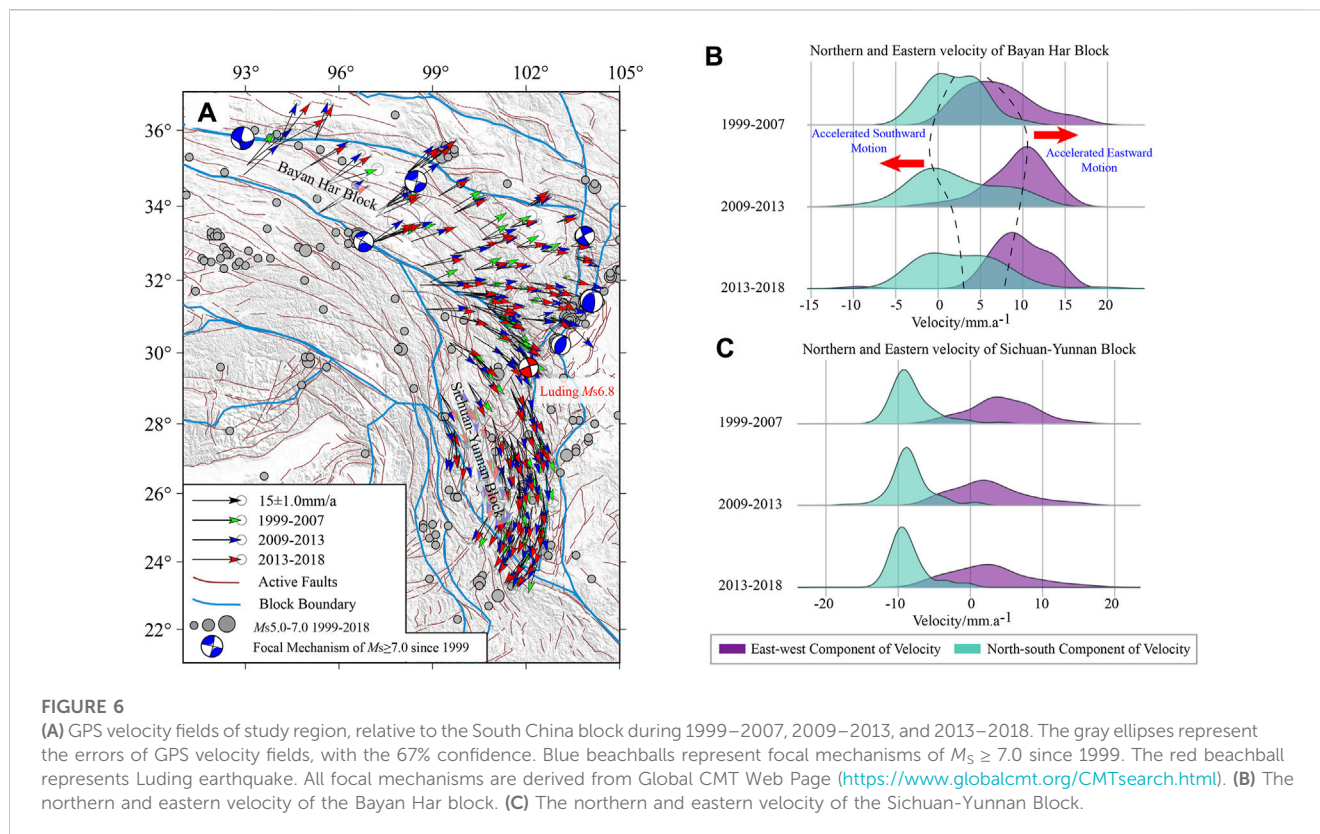 93° 96° 99° 102° 105°
A
36°
34°
32°
30°
28°
26°
24°
22°
Bayan Har Block
Sichuan-Yunnan Block
Luding Ms6.8
15±1.0mm/a
1999-2007
2009-2013
2013-2018
Active Faults
Block Boundary
Ms5.0-7.0 1999-2018
Focal Mechanism of Ms≥7.0 since 1999
B
Northern and Eastern velocity of Bayan Har Block
1999-2007
Accelerated Southward
Motion
Accelerated Eastward
Motion
2009-2013
2013-2018
-15 -10 -5 0 5 10 15 20
Velocity/mm.a-1
C
Northern and Eastern velocity of Sichuan-Yunnan Block
1999-2007
2009-2013
2013-2018
-20 -10 0 10 20
Velocity/mm.a-1
East-west Component of Velocity North-south Component of Velocity
FIGURE 6
(A) GPS velocity fields of study region, relative to the South China block during 1999–2007, 2009–2013, and 2013–2018. The gray ellipses represent
the errors of GPS velocity fields, with the 67% confidence. Blue beachballs represent focal mechanisms of MS ≥ 7.0 since 1999. The red beachball
represents Luding earthquake. All focal mechanisms are derived from Global CMT Web Page (https://www.globalcmt.org/CMTsearch.html). (B) The
northern and eastern velocity of the Bayan Har block. (C) The northern and eastern velocity of the Sichuan-Yunnan Block.